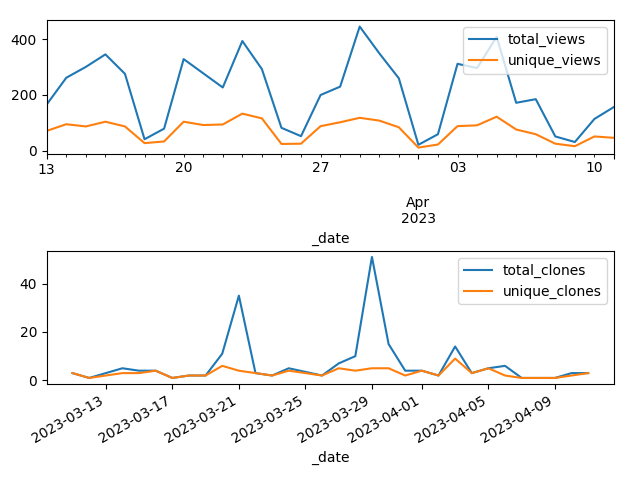 400
total_views
unique_views
200
0
13
20
27
03
10
Apr
2023
_date
total_clones
unique_clones
40
20
0
2023-03-13
2023-03-17
2023-03-21
2023-03-25
2023-03-29
2023-04-01
2023-04-05
2023-04-09
_date